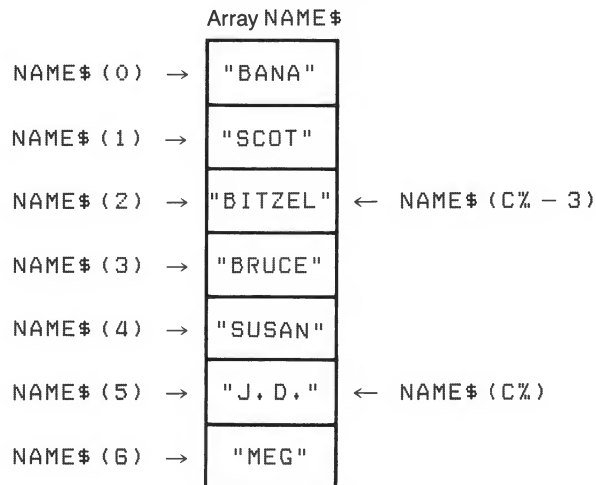 Array NAME$
NAME$(0) → "BANA"
NAME$(1) → "SCOT"
NAME$(2) → "BITZEL" ← NAME$(C% − 3)
NAME$(3) → "BRUCE"
NAME$(4) → "SUSAN"
NAME$(5) → "J.D." ← NAME$(C%)
NAME$(6) → "MEG"